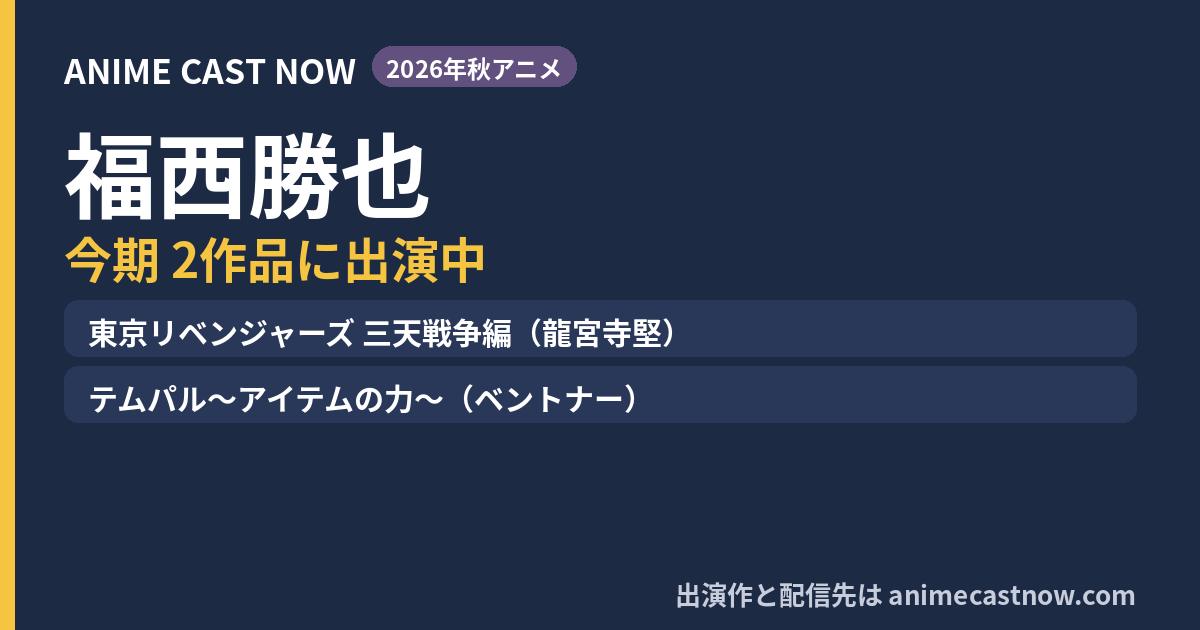 ANIME CAST NOW 2026年秋アニメ
福西勝也
今期 2作品に出演中
東京リベンジャーズ 三天戦争編（龍宮寺堅）
テムパル〜アイテムの力〜（ベントナー）
出演作と配信先は animecastnow.com